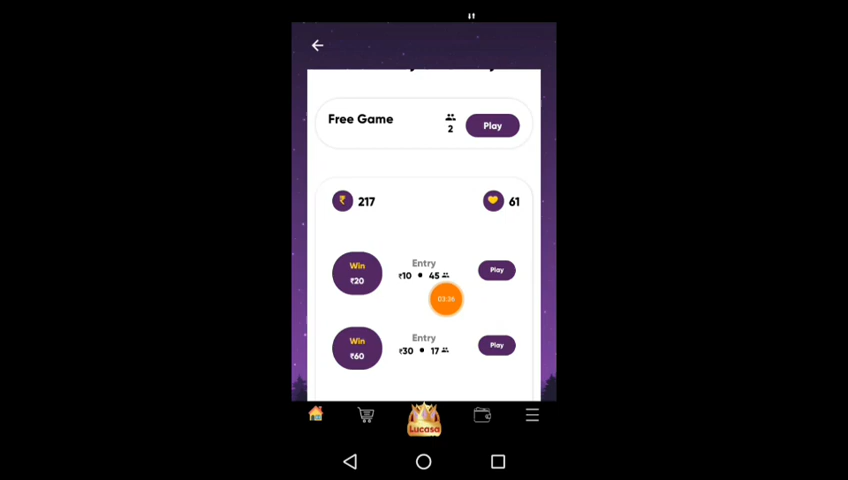 Free Game
2
Play
₹ 217
61
Win
₹20
Entry
₹10 • 45
Play
03:36
Win
₹60
Entry
₹30 • 17
Play
Lucasa